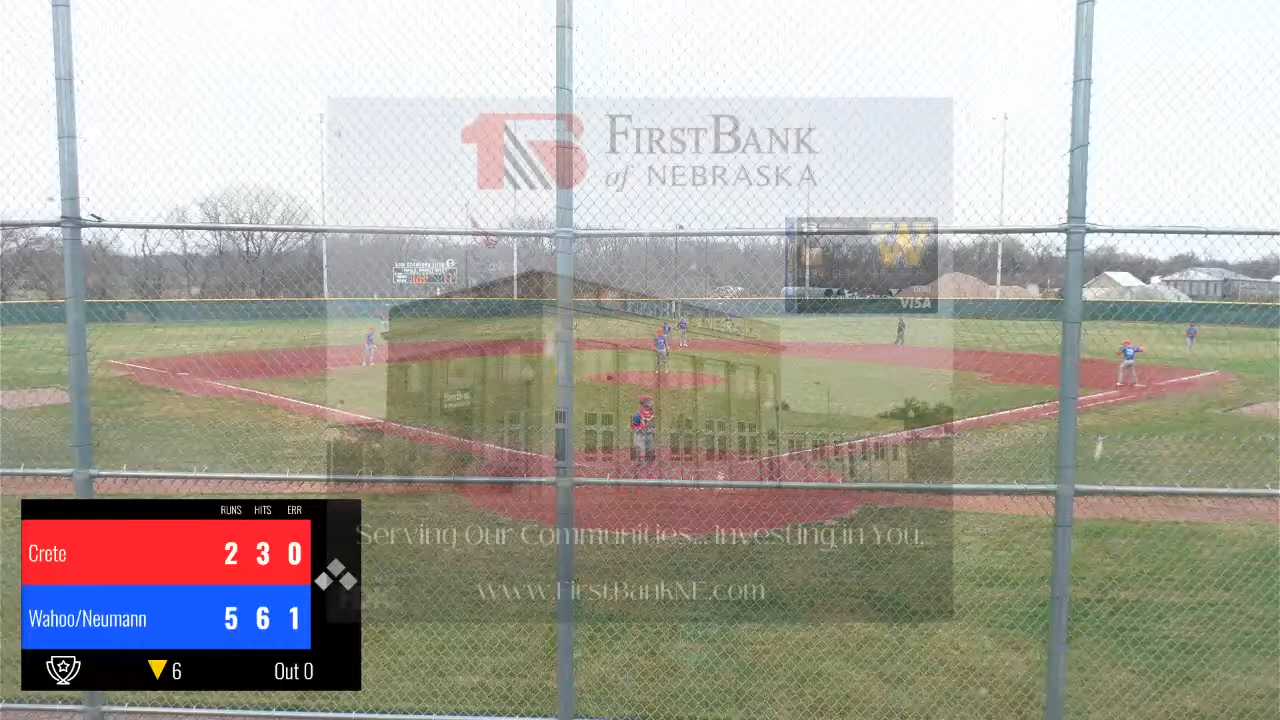 FIRSTBANK
of NEBRASKA
W
VISA
FirstBank
Serving Our Communities...Investing in You.
www.FirstBankNE.com
RUNS HITS ERR
Crete 2 3 0
Wahoo/Neumann 5 6 1
6 Out 0